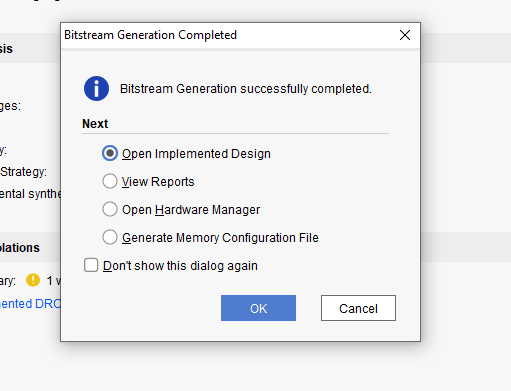 Bitstream Generation Completed
sis
Bitstream Generation successfully completed.
ges:
Next
Open Implemented Design
y:
Strategy:
View Reports
ental synthe
Open Hardware Manager
Generate Memory Configuration File
lations
Don't show this dialog again
ary: 1 w
ented DRC
OK
Cancel